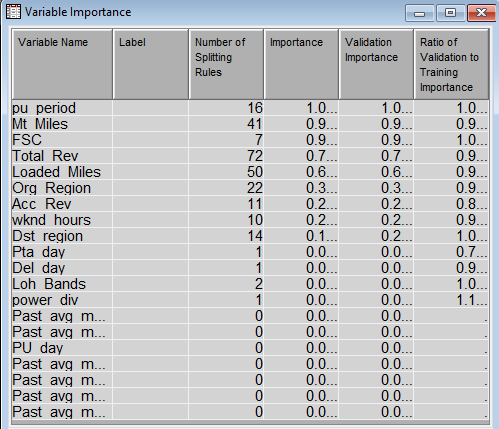 Variable Importance
Variable Name Label Number of Splitting Rules Importance Validation Importance Ratio of Validation to Training Importance
pu period 16 1.0... 1.0... 1.0...
Mt Miles 41 0.9... 0.9... 0.9...
FSC 7 0.9... 0.9... 1.0...
Total Rev 72 0.7... 0.7... 0.9...
Loaded Miles 50 0.6... 0.6... 0.9...
Org Region 22 0.3... 0.3... 0.9...
Acc Rev 11 0.2... 0.2... 0.8...
wknd hours 10 0.2... 0.2... 0.9...
Dst region 14 0.1... 0.2... 1.0...
Pta day 1 0.0... 0.0... 0.7...
Del day 1 0.0... 0.0... 0.9...
Loh Bands 2 0.0... 0.0... 1.0...
power div 1 0.0... 0.0... 1.1...
Past avg m... 0 0.0... 0.0... .
Past avg m... 0 0.0... 0.0... .
PU day 0 0.0... 0.0... .
Past avg m... 0 0.0... 0.0... .
Past avg m... 0 0.0... 0.0... .
Past avg m... 0 0.0... 0.0... .
Past avg m... 0 0.0... 0.0... .